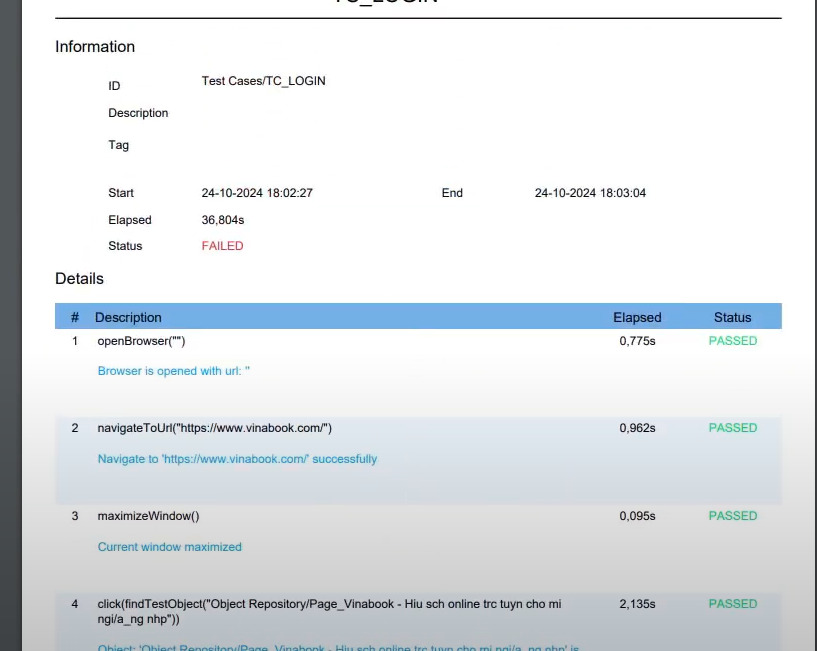 TC_LOGIN
Information
ID Test Cases/TC_LOGIN
Description
Tag
Start 24-10-2024 18:02:27 End 24-10-2024 18:03:04
Elapsed 36,804s
Status FAILED
Details
# Description Elapsed Status
1 openBrowser("") 0,775s PASSED
Browser is opened with url: ''
2 navigateToUrl("https://www.vinabook.com/") 0,962s PASSED
Navigate to 'https://www.vinabook.com/' successfully
3 maximizeWindow() 0,095s PASSED
Current window maximized
4 click(findTestObject("Object Repository/Page_Vinabook - Hiu sch online trc tuyn cho mi 2,135s PASSED
ngi/a_ng nhp"))
Object: 'Object Repository/Page_Vinabook - Hiu sch online trc tuyn cho mi ngi/a_ng nhp' is